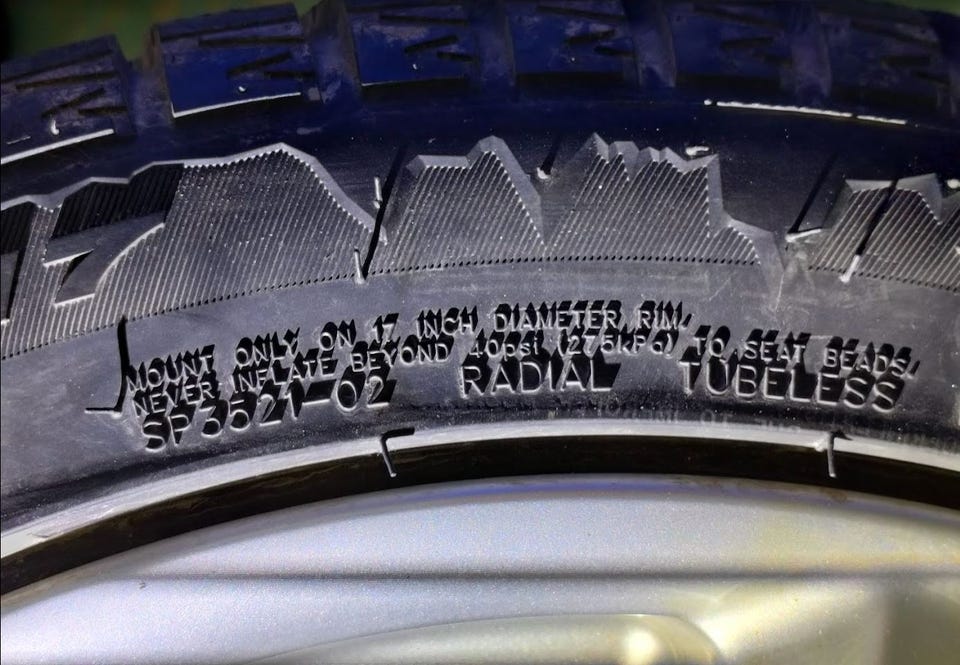 MOUNT ONLY ON 17 INCH DIAMETER RIM.
NEVER INFLATE BEYOND 40psi (275kPa) TO SEAT BEADS.
SP3521-02 RADIAL TUBELESS